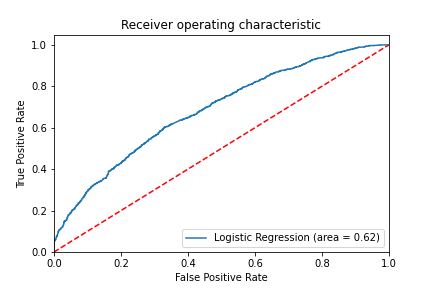 Receiver operating characteristic
True Positive Rate
1.0
0.8
0.6
0.4
0.2
0.0
Logistic Regression (area = 0.62)
0.0 0.2 0.4 0.6 0.8 1.0
False Positive Rate